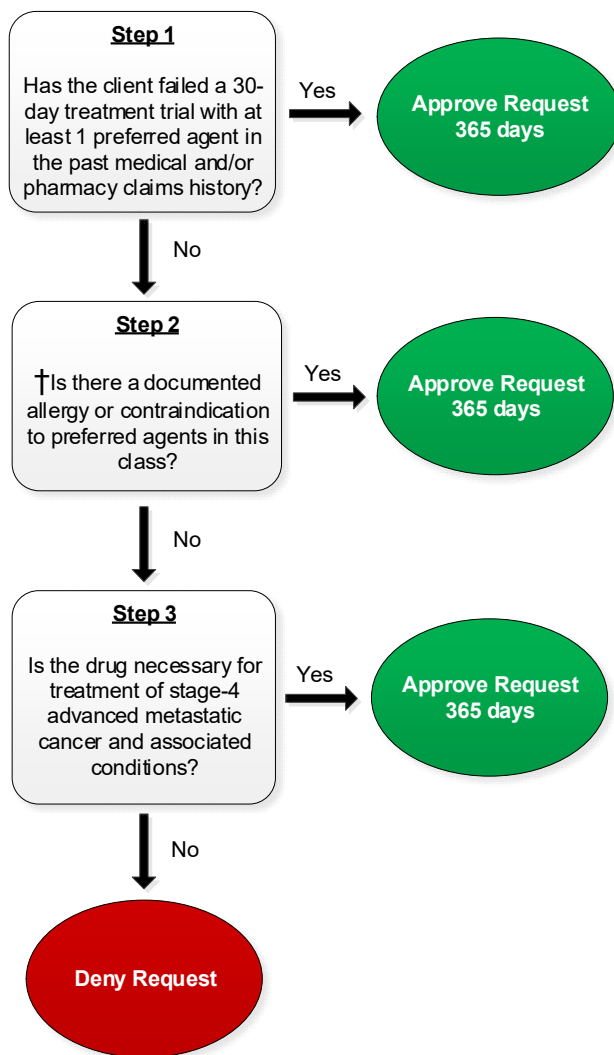 Step 1
Has the client failed a 30-
day treatment trial with at
least 1 preferred agent in
the past medical and/or
pharmacy claims history?
Yes
Approve Request
365 days
No
Step 2
†Is there a documented
allergy or contraindication
to preferred agents in this
class?
Yes
Approve Request
365 days
No
Step 3
Is the drug necessary for
treatment of stage-4
advanced metastatic
cancer and associated
conditions?
Yes
Approve Request
365 days
No
Deny Request